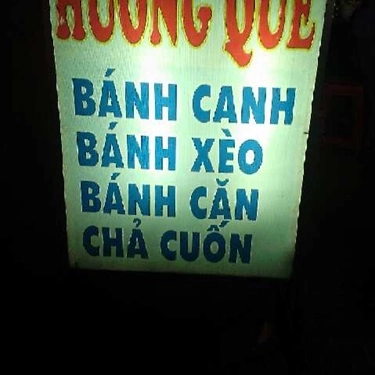 HƯƠNG QUÊ
BÁNH CANH
BÁNH XÈO
BÁNH CĂN
CHẢ CUỐN